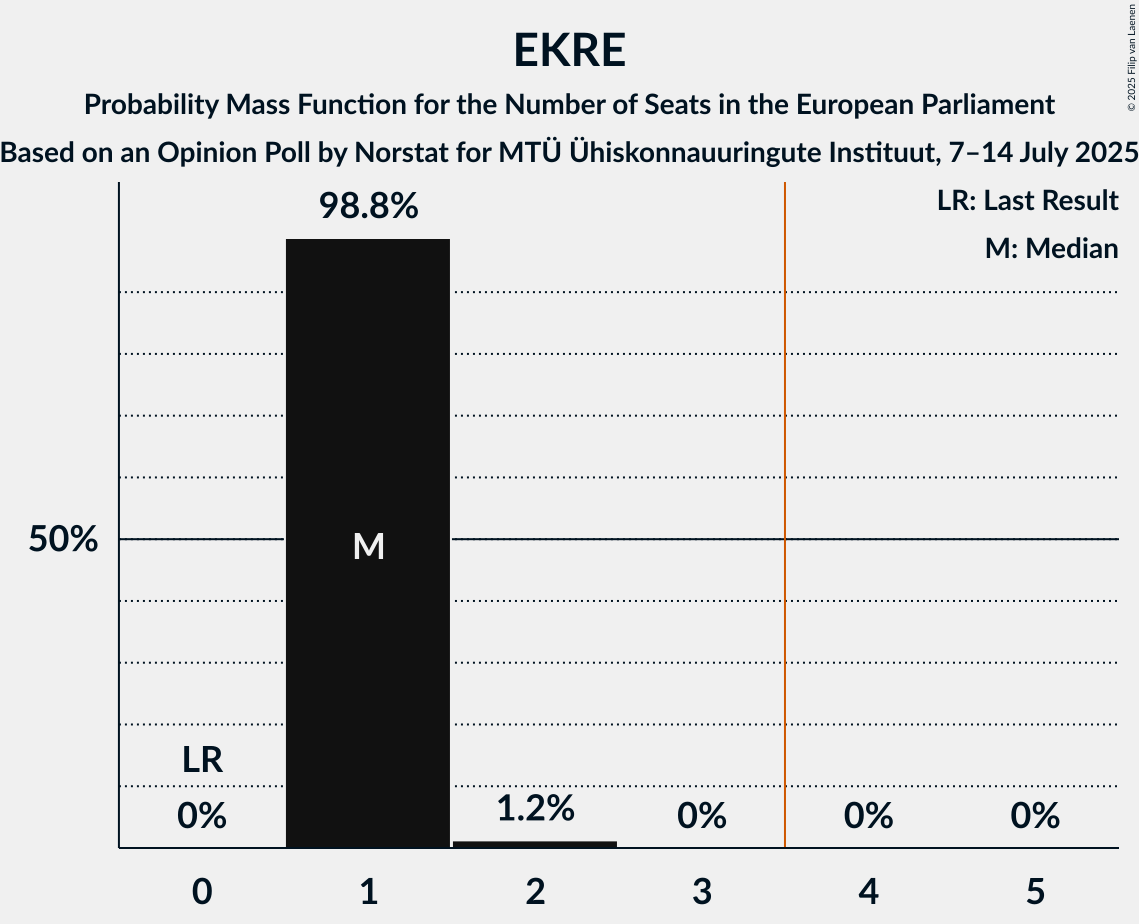 EKRE
Probability Mass Function for the Number of Seats in the European Parliament
Based on an Opinion Poll by Norstat for MTÜ Ühiskonnauuringute Instituut, 7–14 July 2025
© 2025 Filip van Laenen
LR: Last Result
M: Median
98.8%
50%
M
LR
0%
1.2%
0%
0%
0%
0 1 2 3 4 5